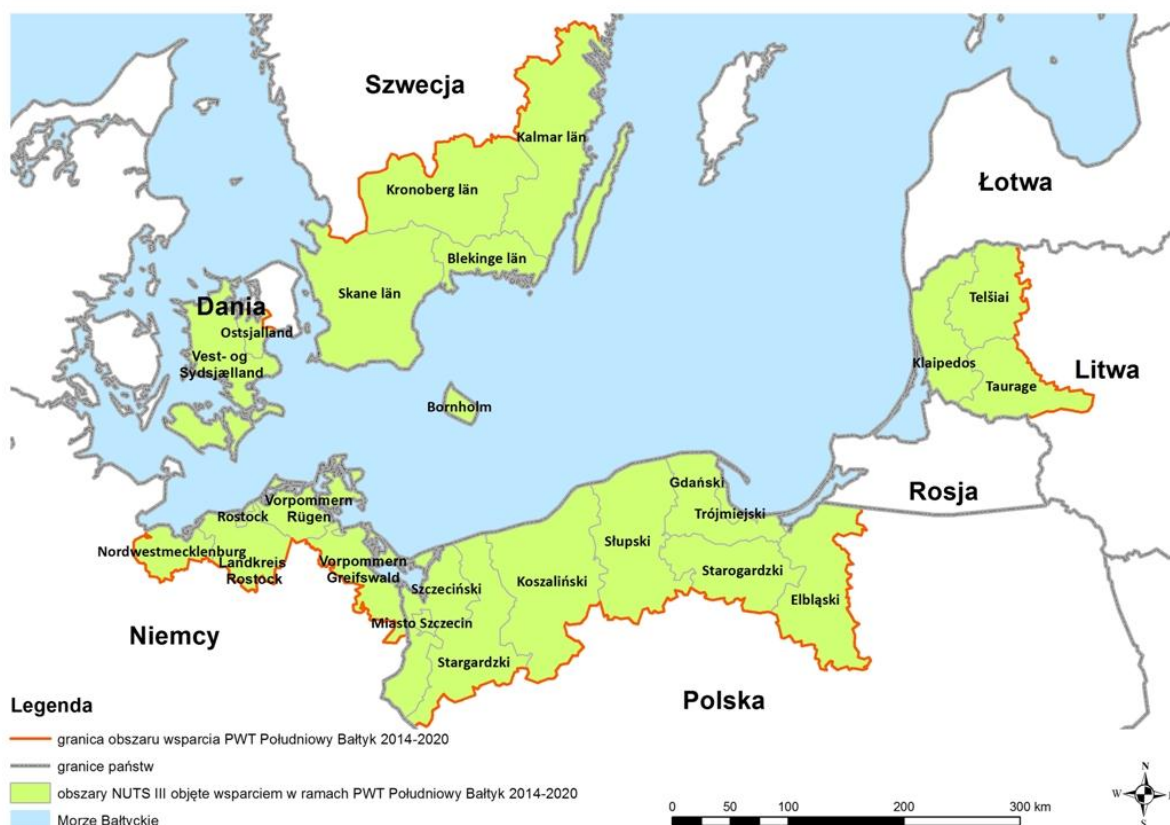 Szwecja
Kalmar län
Kronoberg län
Łotwa
Blekinge län
Telšiai
Skane län
Dania
Ostsjalland
Vest- og
Sydsjælland
Klaipedos
Litwa
Taurage
Bornholm
Gdański
Rosja
Vorpommern
Rügen
Rostock
Trójmiejski
Słupski
Nordwestmecklenburg
Landkreis
Rostock
Vorpommern
Greifswald
Starogardzki
Koszaliński
Szczeciński
Elbląski
Miasto Szczecin
Niemcy
Stargardzki
Polska
Legenda
granica obszaru wsparcia PWT Południowy Bałtyk 2014-2020
granice państw
obszary NUTS III objęte wsparciem w ramach PWT Południowy Bałtyk 2014-2020
Morze Bałtyckie
0 50 100 200 300 km
N
W
S